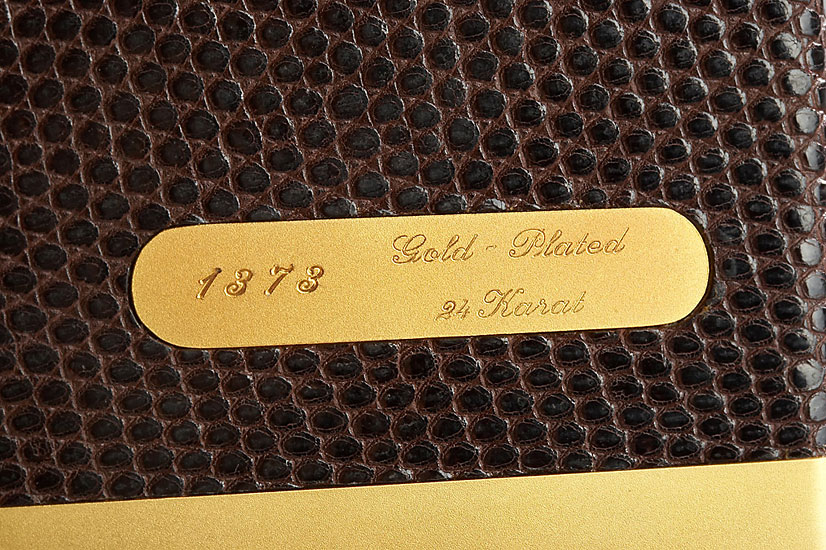 1373
Gold - Plated
24 Karat